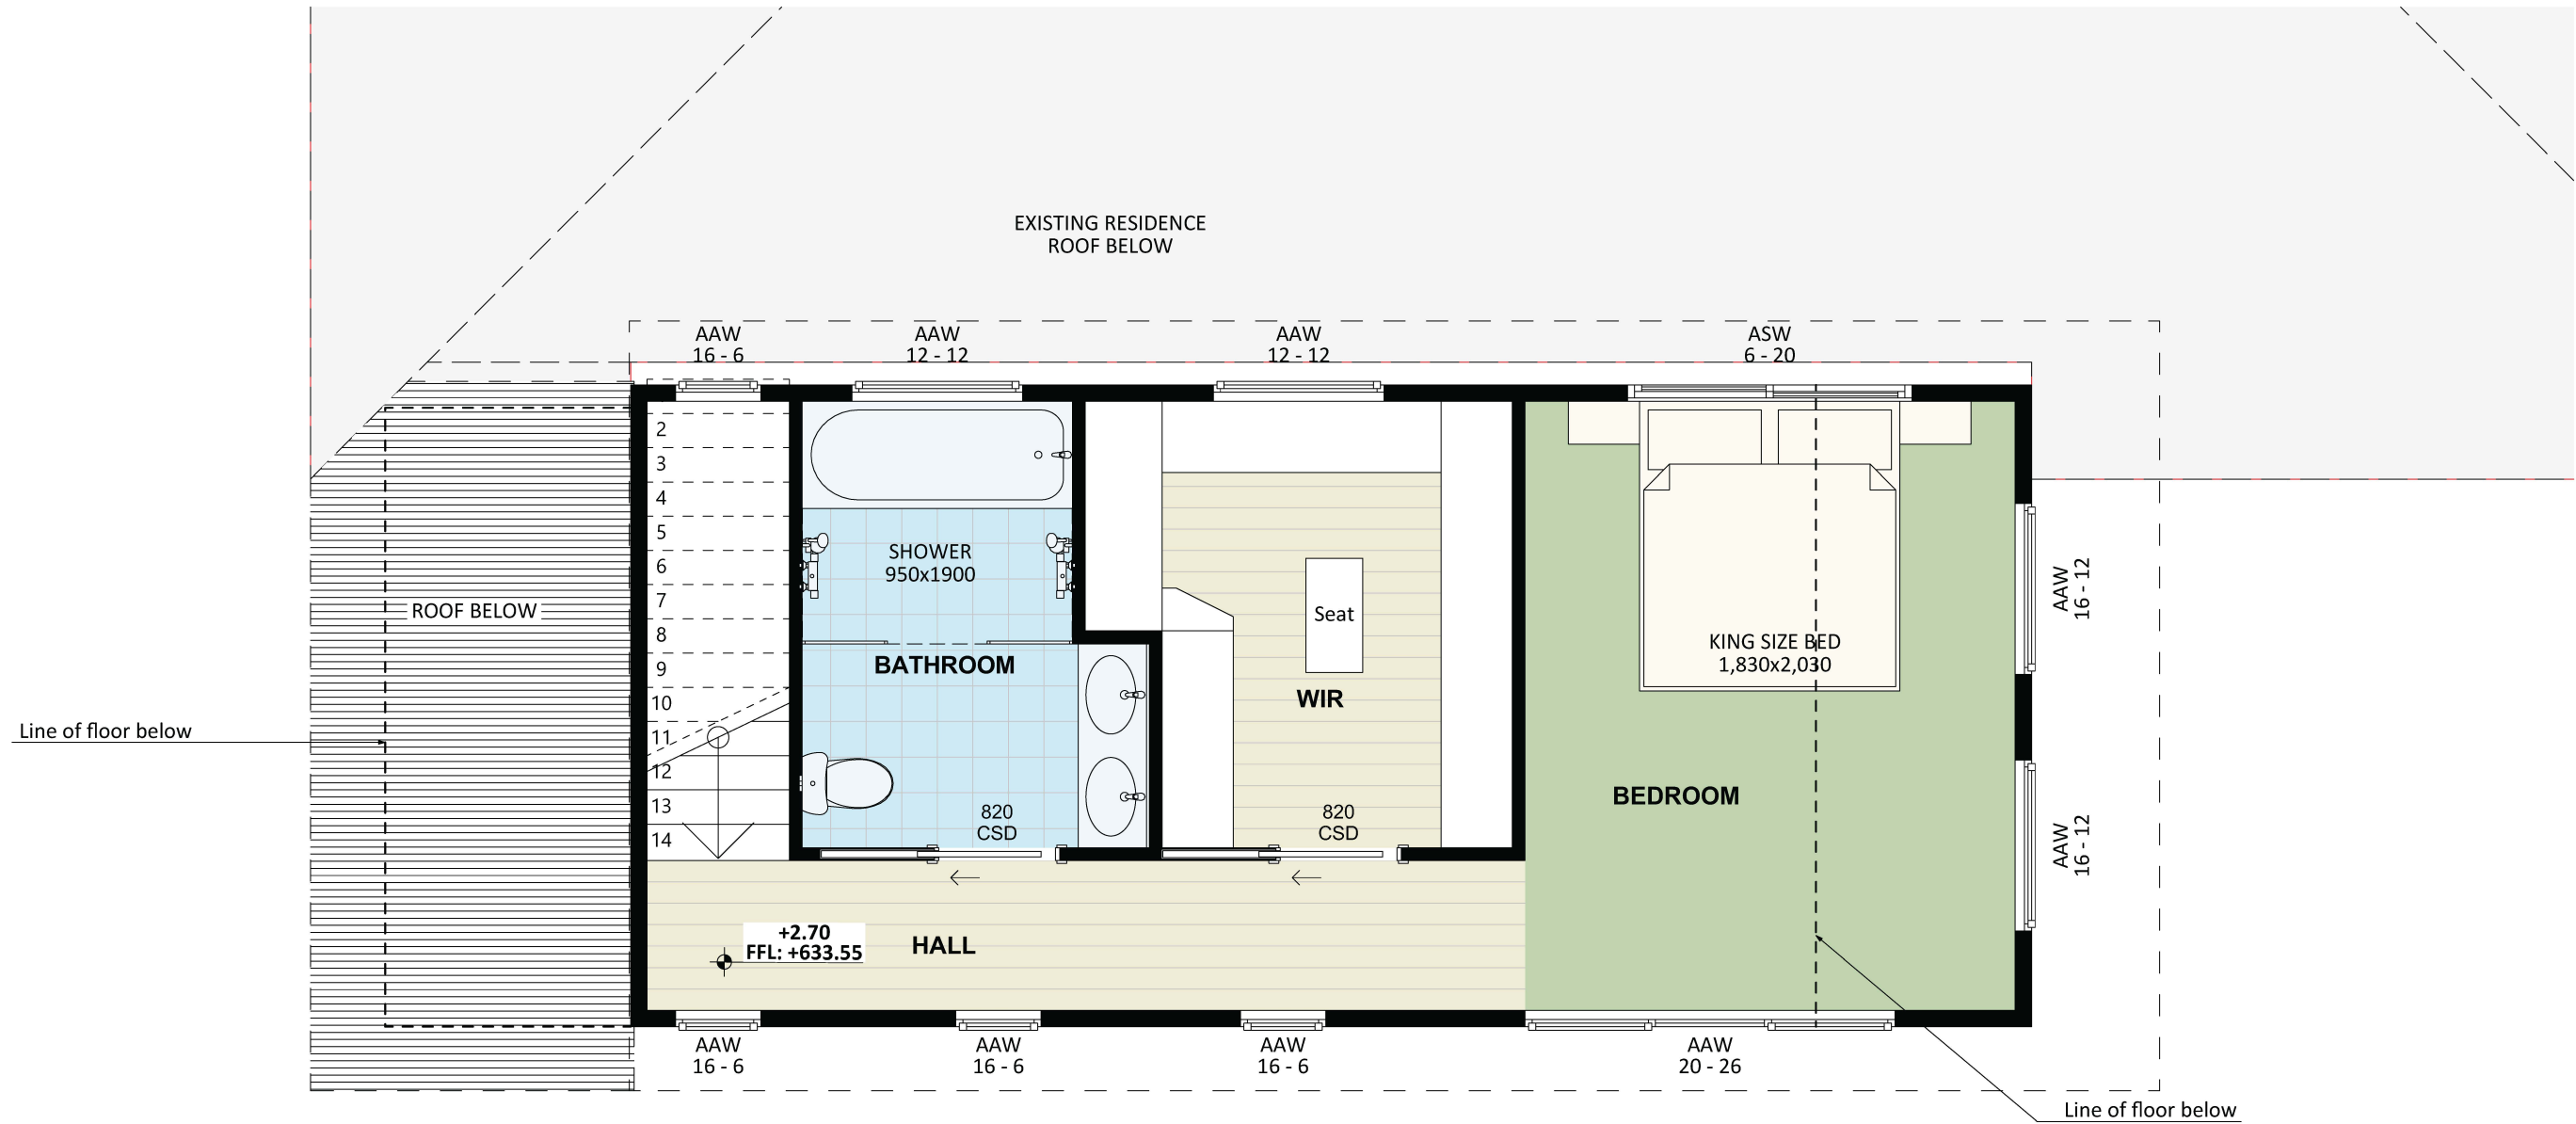 EXISTING RESIDENCE
ROOF BELOW
AAW
16 - 6
AAW
12 - 12
AAW
12 - 12
ASW
6 - 20
2
3
4
5
6
7
8
9
10
11
12
13
14
SHOWER
950x1900
BATHROOM
820
CSD
Seat
WIR
820
CSD
KING SIZE BED
1,830x2,030
BEDROOM
AAW
16 - 12
AAW
16 - 12
ROOF BELOW
Line of floor below
+2.70
FFL: +633.55
HALL
AAW
16 - 6
AAW
16 - 6
AAW
16 - 6
AAW
20 - 26
Line of floor below